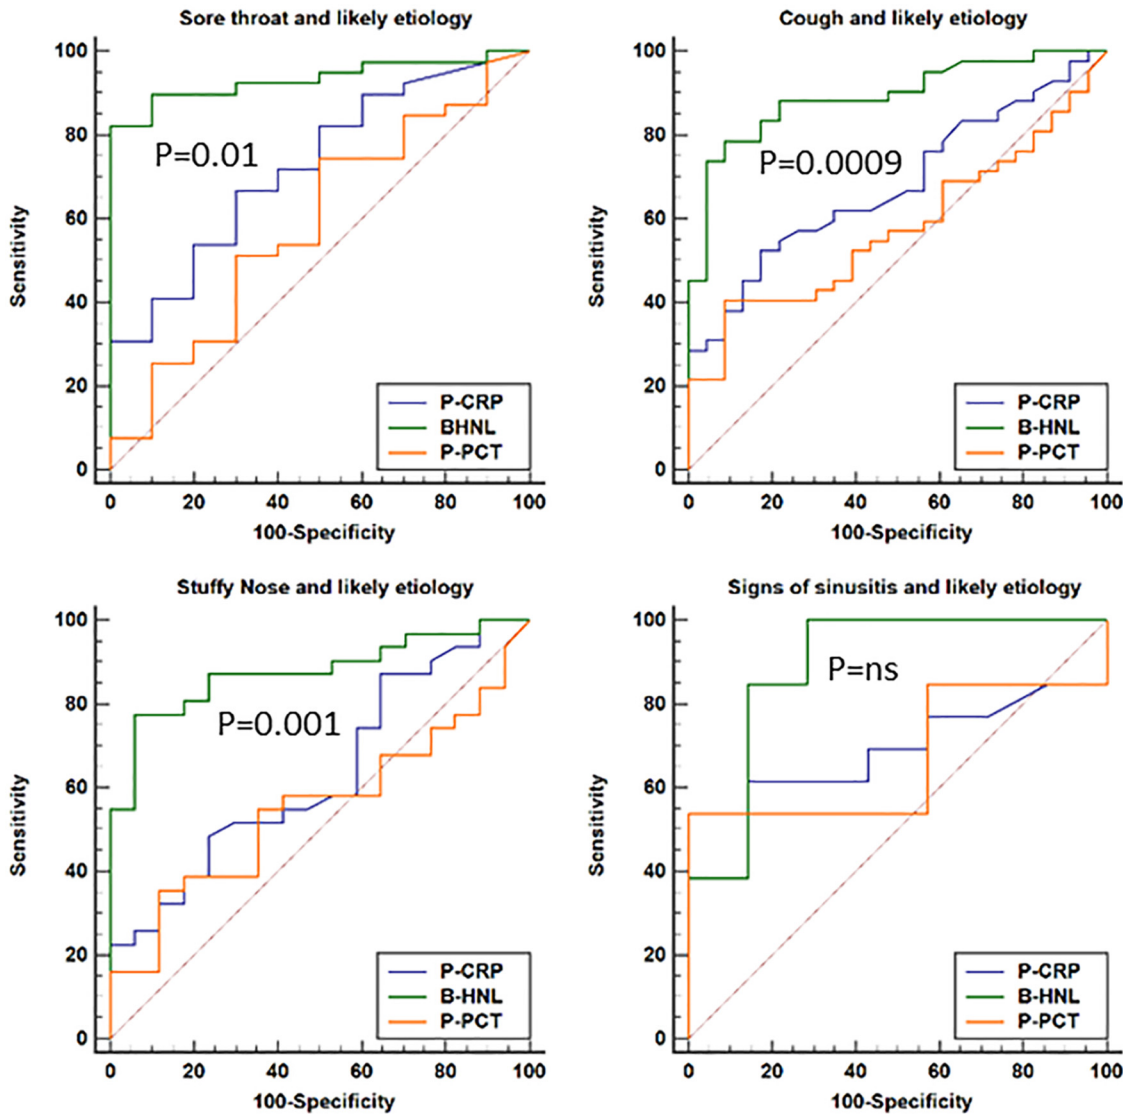 Sore throat and likely etiology
100
80
60
40
20
0
Sensitivity
P=0.01
P-CRP
BHNL
P-PCT
0 20 40 60 80 100
100-Specificity
Cough and likely etiology
100
80
60
40
20
0
Sensitivity
P=0.0009
P-CRP
B-HNL
P-PCT
0 20 40 60 80 100
100-Specificity
Stuffy Nose and likely etiology
100
80
60
40
20
0
Sensitivity
P=0.001
P-CRP
B-HNL
P-PCT
0 20 40 60 80 100
100-Specificity
Signs of sinusitis and likely etiology
100
80
60
40
20
0
Sensitivity
P=ns
P-CRP
B-HNL
P-PCT
0 20 40 60 80 100
100-Specificity